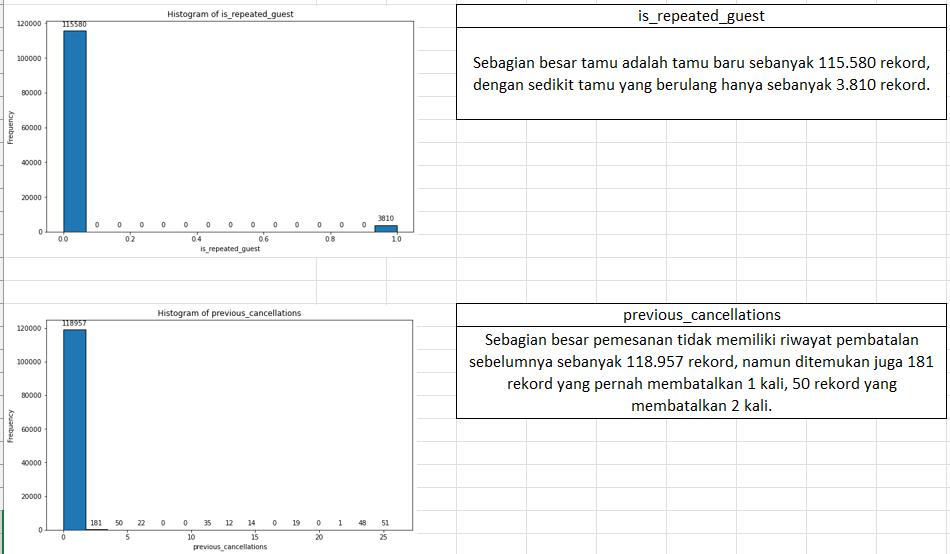 Histogram of is_repeated_guest
120000
115580
100000
80000
60000
40000
20000
0
Frequency
0 0 0 0 0 0 0 0 0 0 0 0 0
3810
0.0 0.2 0.4 0.6 0.8 1.0
is_repeated_guest
is_repeated_guest
Sebagian besar tamu adalah tamu baru sebanyak 115.580 rekord,
dengan sedikit tamu yang berulang hanya sebanyak 3.810 rekord.
Histogram of previous_cancellations
118957
120000
100000
80000
60000
40000
20000
0
Frequency
181 50 22 0 0 35 12 14 0 19 0 1 48 51
0 5 10 15 20 25
previous_cancellations
previous_cancellations
Sebagian besar pemesanan tidak memiliki riwayat pembatalan
sebelumnya sebanyak 118.957 rekord, namun ditemukan juga 181
rekord yang pernah membatalkan 1 kali, 50 rekord yang
membatalkan 2 kali.